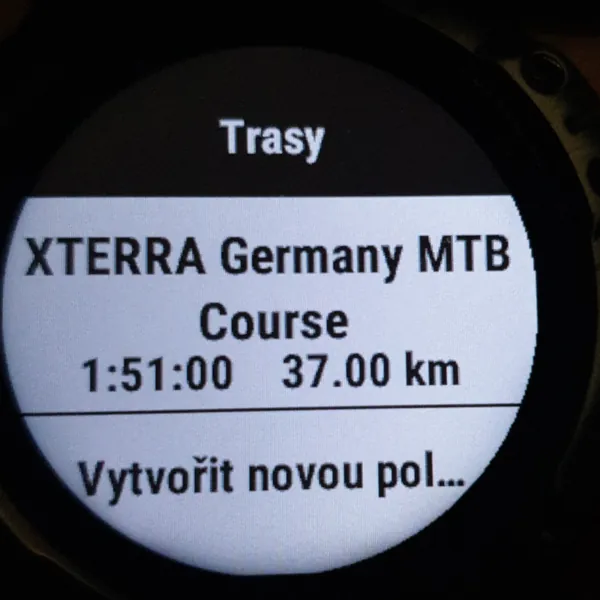 Trasy
XTERRA Germany MTB
Course
1:51:00 37.00 km
Vytvořit novou pol...